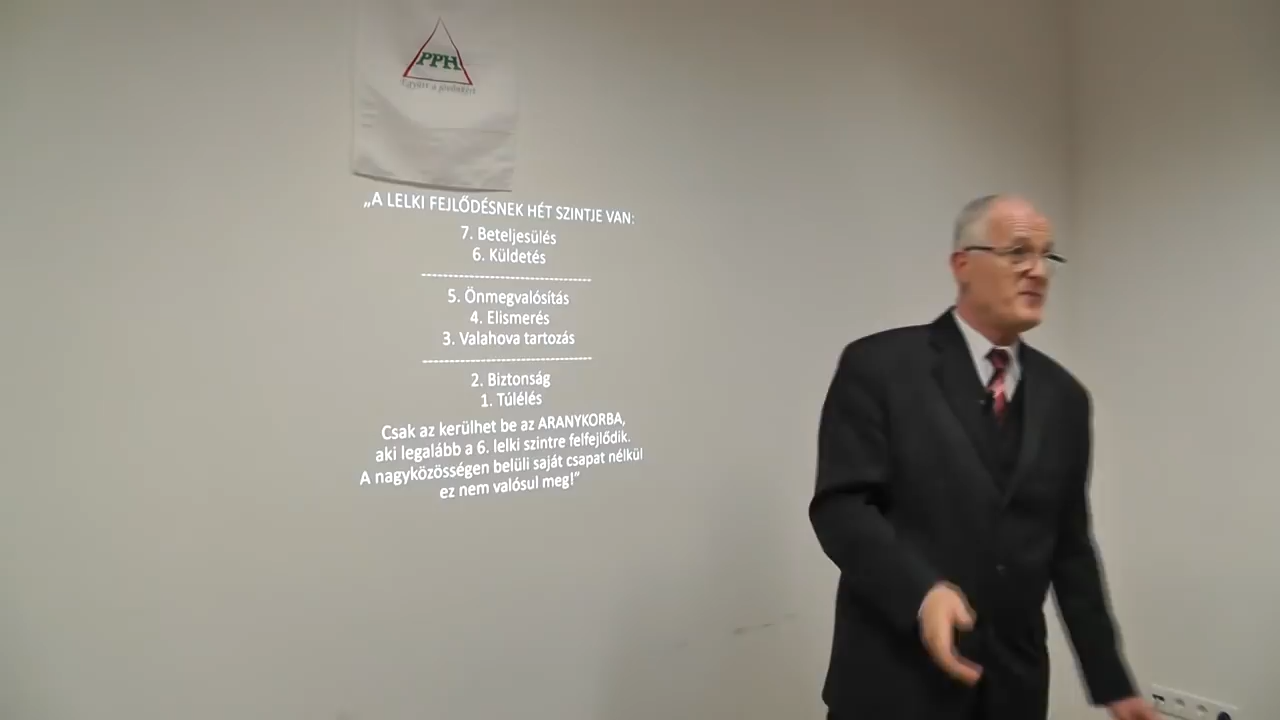 PPH
Együtt a jövőnkért
„A LELKI FEJLŐDÉSNEK HÉT SZINTJE VAN:
7. Beteljesülés
6. Küldetés
5. Önmegvalósítás
4. Elismerés
3. Valahova tartozás
2. Biztonság
1. Túlélés
Csak az kerülhet be az ARANYKORBA,
aki legalább a 6. lelki szintre felfejlődik.
A nagyközösségen belüli saját csapat nélkül
ez nem valósul meg!”